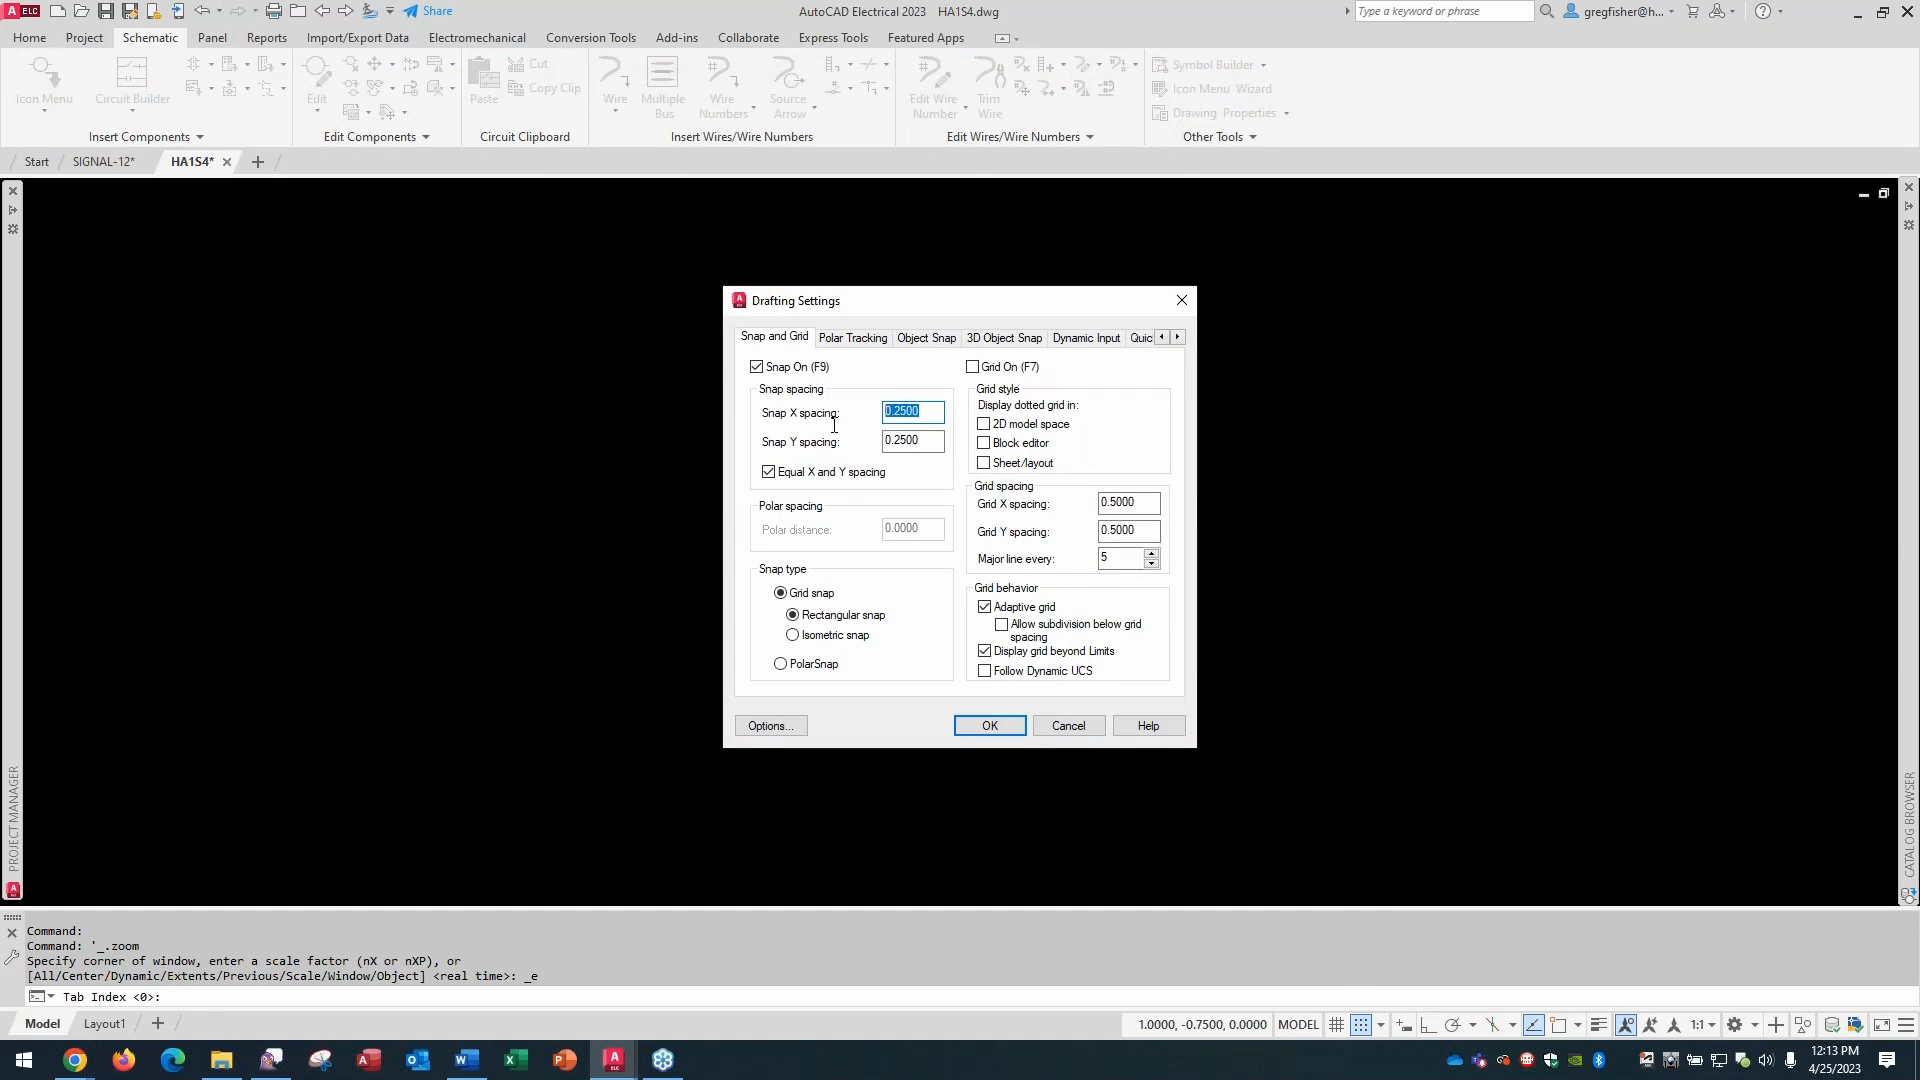 A ELC
Share
AutoCAD Electrical 2023 HA1S4.dwg
Type a keyword or phrase
gregfisher@h...
Home Project Schematic Panel Reports Import/Export Data Electromechanical Conversion Tools Add-ins Collaborate Express Tools Featured Apps
Icon Menu
Circuit Builder
Insert Components
Edit
Edit Components
Paste
Cut
Copy Clip
Circuit Clipboard
Wire
Multiple
Bus
Wire
Numbers
Source
Arrow
Insert Wires/Wire Numbers
Edit Wire
Number
Trim
Wire
Edit Wires/Wire Numbers
Symbol Builder
Icon Menu Wizard
Drawing Properties
Other Tools
Start SIGNAL-12* HA1S4*
PROJECT MANAGER
CATALOG BROWSER
Drafting Settings
Snap and Grid Polar Tracking Object Snap 3D Object Snap Dynamic Input Quic
Snap On (F9)
Snap spacing
Snap X spacing: 0.2500
Snap Y spacing: 0.2500
Equal X and Y spacing
Polar spacing
Polar distance: 0.0000
Snap type
Grid snap
Rectangular snap
Isometric snap
PolarSnap
Grid On (F7)
Grid style
Display dotted grid in:
2D model space
Block editor
Sheet/layout
Grid spacing
Grid X spacing: 0.5000
Grid Y spacing: 0.5000
Major line every: 5
Grid behavior
Adaptive grid
Allow subdivision below grid
spacing
Display grid beyond Limits
Follow Dynamic UCS
Options... OK Cancel Help
Command:
Command: '_.zoom
Specify corner of window, enter a scale factor (nX or nXP), or
[All/Center/Dynamic/Extents/Previous/Scale/Window/Object] <real time>: _e
Tab Index <0>:
Model Layout1
1.0000, -0.7500, 0.0000 MODEL 1:1
12:13 PM
4/25/2023